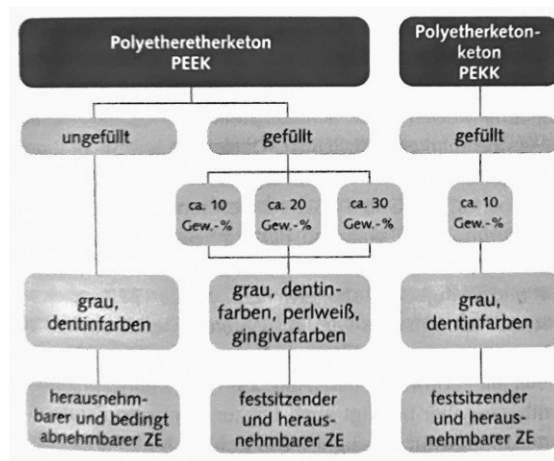 Polyetheretherketon
PEEK
Polyetherketon-
keton
PEKK
ungefüllt
gefüllt
gefüllt
ca. 10
Gew.-%
ca. 20
Gew.-%
ca. 30
Gew.-%
ca. 10
Gew.-%
grau,
dentinfarben
grau, dentin-
farben, perlweiß,
gingivafarben
grau,
dentinfarben
herausnehm-
barer und bedingt
abnehmbarer ZE
festsitzender
und heraus-
nehmbarer ZE
festsitzender
und heraus-
nehmbarer ZE